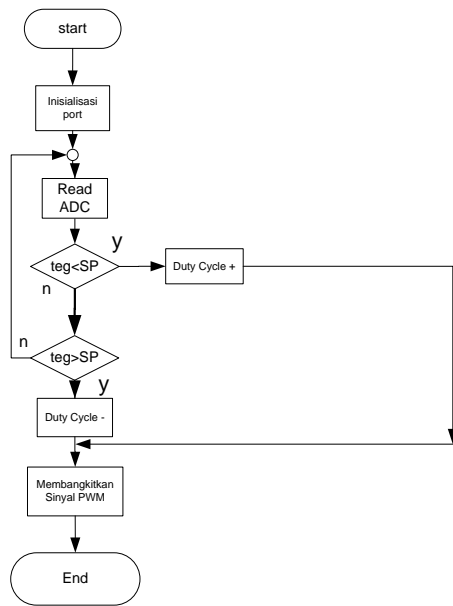 start
Inisialisasi
port
Read
ADC
y
teg<SP
Duty Cycle +
n
n
teg>SP
y
Duty Cycle -
Membangkitkan
Sinyal PWM
End